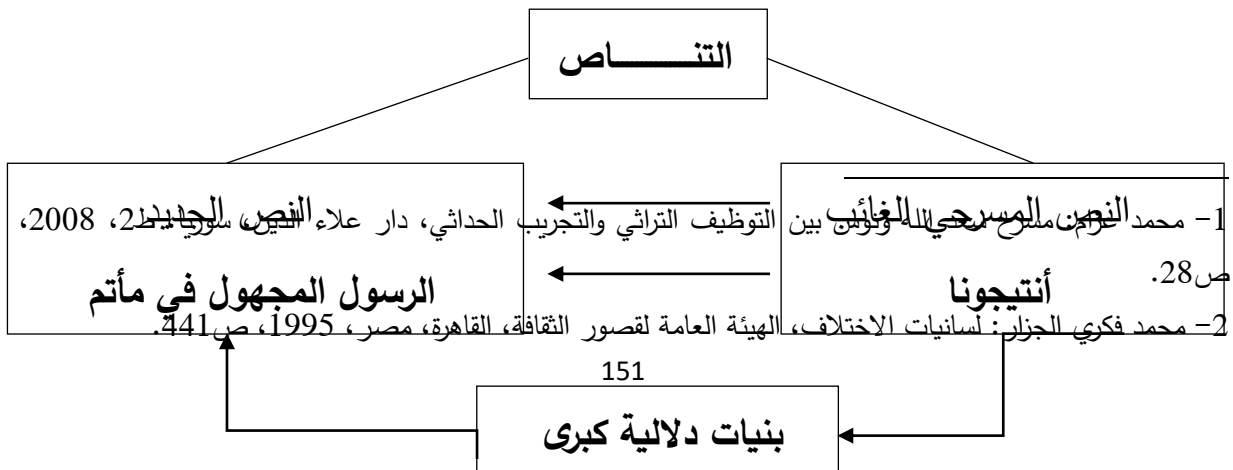 التنـــــــاص
النص المسرحي الغائب
النص الجديد
1- محمد عزام: مسرح سعد الله ونوس بين التوظيف التراثي والتجريب الحداثي، دار علاء الدين، سوريا، ط2، 2008،
ص28.
أنتيجونا
الرسول المجهول في مأتم
2- محمد فكري الجزار: لسانيات الاختلاف، الهيئة العامة لقصور الثقافة، القاهرة، مصر، 1995، ص441.
151
بنيات دلالية كبرى